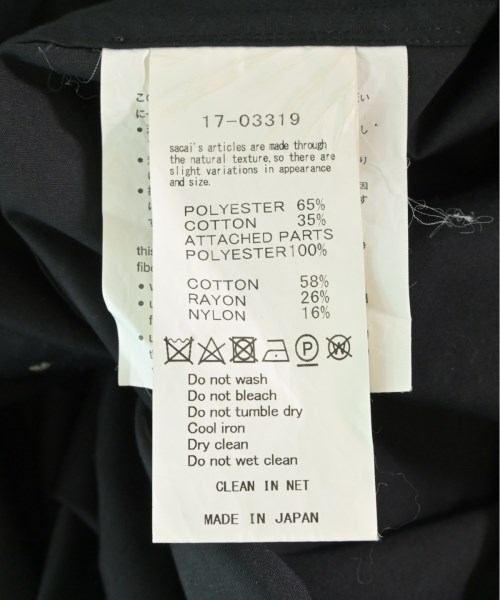 17-03319
sacai's articles are made through
the natural texture, so there are
slight variations in appearance
and size.
POLYESTER 65%
COTTON 35%
ATTACHED PARTS
POLYESTER 100%
COTTON 58%
RAYON 26%
NYLON 16%
P W
Do not wash
Do not bleach
Do not tumble dry
Cool iron
Dry clean
Do not wet clean
CLEAN IN NET
MADE IN JAPAN